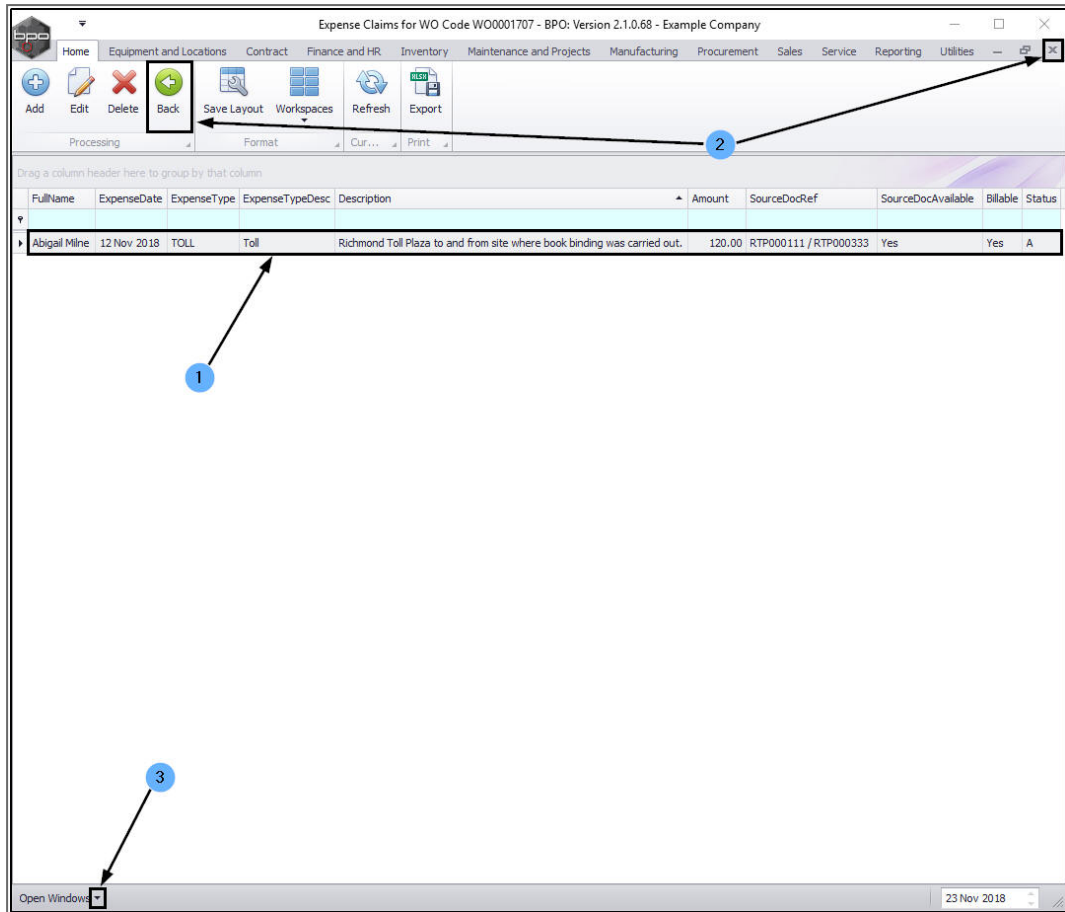 Expense Claims for WO Code WO0001707 - BPO: Version 2.1.0.68 - Example Company
bpo
Home Equipment and Locations Contract Finance and HR Inventory Maintenance and Projects Manufacturing Procurement Sales Service Reporting Utilities
XLSX
Add Edit Delete Back Save Layout Workspaces Refresh Export
Processing Format Cur... Print
2
Drag a column header here to group by that column
FullName ExpenseDate ExpenseType ExpenseTypeDesc Description Amount SourceDocRef SourceDocAvailable Billable Status
Abigail Milne 12 Nov 2018 TOLL Toll Richmond Toll Plaza to and from site where book binding was carried out. 120.00 RTP000111 / RTP000333 Yes Yes A
1
3
Open Windows 23 Nov 2018